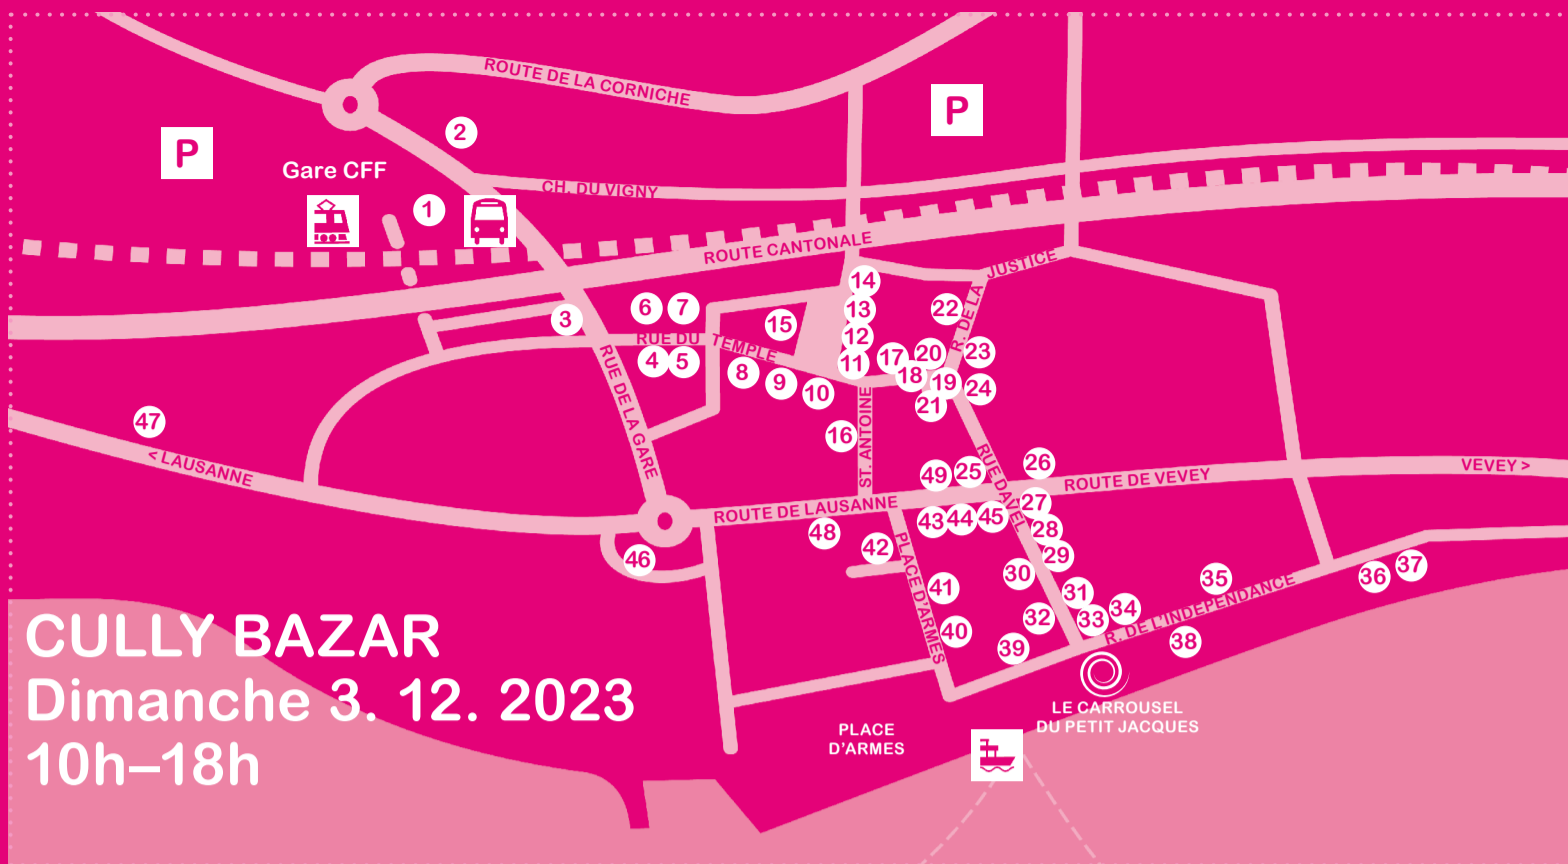 ROUTE DE LA CORNICHE
P
P
2
Gare CFF
CH. DU VIGNY
1
ROUTE CANTONALE
JUSTICE
R. DE LA
14
6
7
13
22
3
15
RUE DU TEMPLE
12
4
5
11
17
20
23
8
18
9
19
24
10
21
RUE DE LA GARE
47
16
ST. ANTOINE
< LAUSANNE
49
25
26
RUE DAVEL
ROUTE DE VEVEY
VEVEY >
ROUTE DE LAUSANNE
27
43
44
45
48
28
42
46
29
PLACE D'ARMES
30
41
31
35
36
37
32
33
34
R. DE L'INDEPENDANCE
40
39
38
CULLY BAZAR
Dimanche 3. 12. 2023
10h–18h
LE CARROUSEL
DU PETIT JACQUES
PLACE
D'ARMES